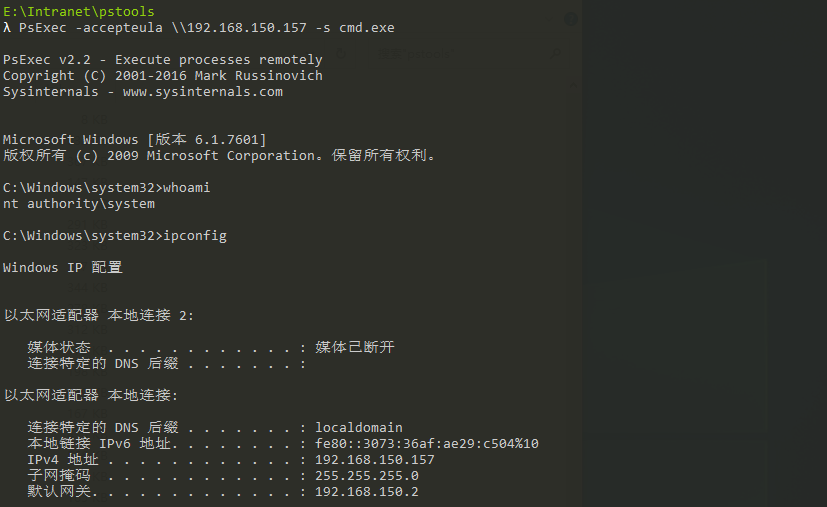 E:\Intranet\pstools
λ PsExec -accepteula \\192.168.150.157 -s cmd.exe
PsExec v2.2 - Execute processes remotely
Copyright (C) 2001-2016 Mark Russinovich
Sysinternals - www.sysinternals.com
Microsoft Windows [版本 6.1.7601]
版权所有 (c) 2009 Microsoft Corporation。保留所有权利。
C:\Windows\system32>whoami
nt authority\system
C:\Windows\system32>ipconfig
Windows IP 配置
以太网适配器 本地连接 2:
媒体状态 . . . . . . . . . . . . : 媒体已断开
连接特定的 DNS 后缀 . . . . . . . :
以太网适配器 本地连接:
连接特定的 DNS 后缀 . . . . . . . : localdomain
本地链接 IPv6 地址. . . . . . . . : fe80::3073:36af:ae29:c504%10
IPv4 地址 . . . . . . . . . . . . : 192.168.150.157
子网掩码 . . . . . . . . . . . . : 255.255.255.0
默认网关. . . . . . . . . . . . . : 192.168.150.2